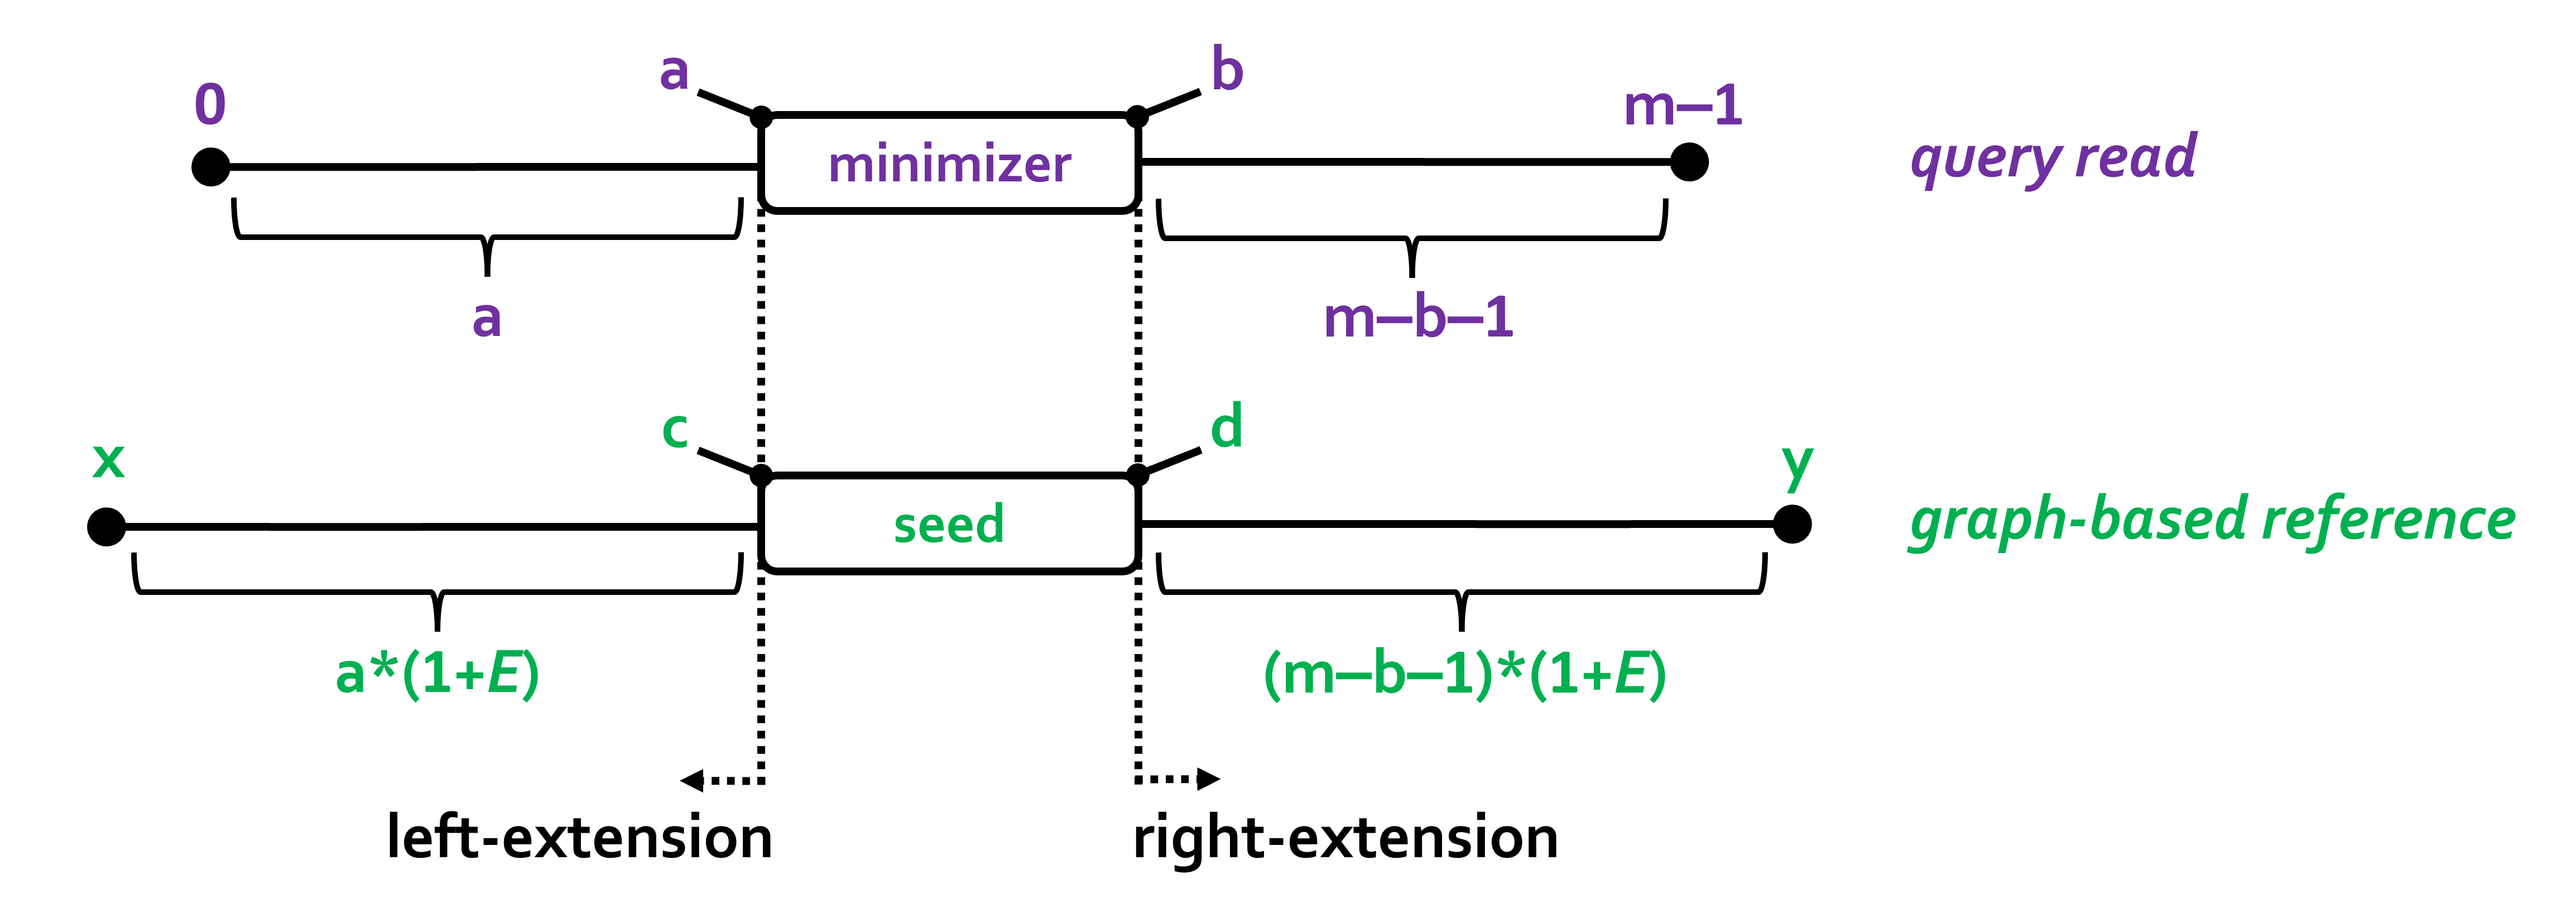 0
a
b
m–1
minimizer
query read
a
m–b–1
x
c
d
y
seed
graph-based reference
a*(1+E)
(m–b–1)*(1+E)
left-extension
right-extension